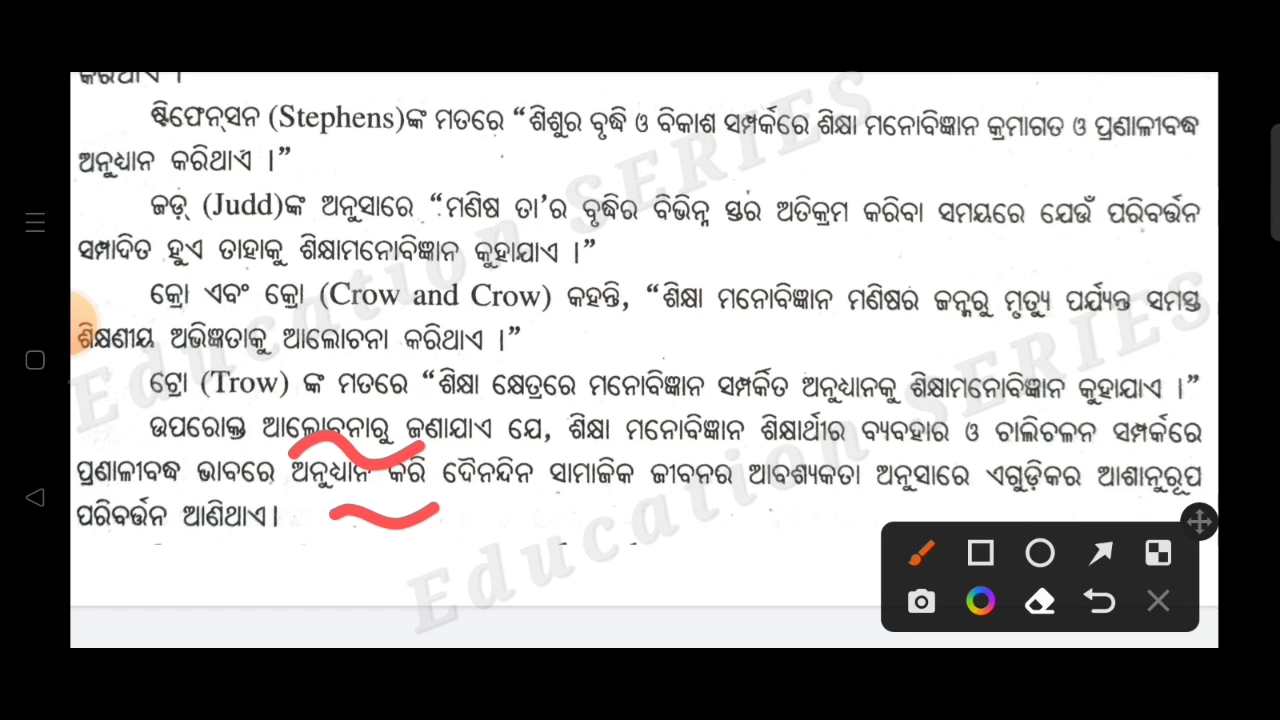 କରିଥାଏ ।
ଷ୍ଟିଫେନ୍‌ସନ (Stephens)ଙ୍କ ମତରେ “ଶିଶୁର ବୃଦ୍ଧି ଓ ବିକାଶ ସମ୍ପର୍କରେ ଶିକ୍ଷା ମନୋବିଜ୍ଞାନ କ୍ରମାଗତ ଓ ପ୍ରଣାଳୀବଦ୍ଧ
ଅନୁଧ୍ୟାନ କରିଥାଏ ।”
ଜଡ଼୍ (Judd)ଙ୍କ ଅନୁସାରେ “ମଣିଷ ତା’ର ବୃଦ୍ଧିର ବିଭିନ୍ନ ସ୍ତର ଅତିକ୍ରମ କରିବା ସମୟରେ ଯେଉଁ ପରିବର୍ତ୍ତନ
ସମ୍ପାଦିତ ହୁଏ ତାହାକୁ ଶିକ୍ଷାମନୋବିଜ୍ଞାନ କୁହାଯାଏ ।”
କ୍ରୋ ଏବଂ କ୍ରୋ (Crow and Crow) କହନ୍ତି, “ଶିକ୍ଷା ମନୋବିଜ୍ଞାନ ମଣିଷର ଜନ୍ମରୁ ମୃତ୍ୟୁ ପର୍ଯ୍ୟନ୍ତ ସମସ୍ତ
ଶିକ୍ଷଣୀୟ ଅଭିଜ୍ଞତାକୁ ଆଲୋଚନା କରିଥାଏ ।”
ଟ୍ରୋ (Trow) ଙ୍କ ମତରେ “ଶିକ୍ଷା କ୍ଷେତ୍ରରେ ମନୋବିଜ୍ଞାନ ସମ୍ପର୍କିତ ଅନୁଧ୍ୟାନକୁ ଶିକ୍ଷାମନୋବିଜ୍ଞାନ କୁହାଯାଏ ।”
ଉପରୋକ୍ତ ଆଲୋଚନାରୁ ଜଣାଯାଏ ଯେ, ଶିକ୍ଷା ମନୋବିଜ୍ଞାନ ଶିକ୍ଷାର୍ଥୀର ବ୍ୟବହାର ଓ ଚାଲିଚଳନ ସମ୍ପର୍କରେ
ପ୍ରଣାଳୀବଦ୍ଧ ଭାବରେ ଅନୁଧ୍ୟାନ କରି ଦୈନନ୍ଦିନ ସାମାଜିକ ଜୀବନର ଆବଶ୍ୟକତା ଅନୁସାରେ ଏଗୁଡ଼ିକର ଆଶାନୁରୂପ
ପରିବର୍ତ୍ତନ ଆଣିଥାଏ।
Education SERIES
Education SERIES